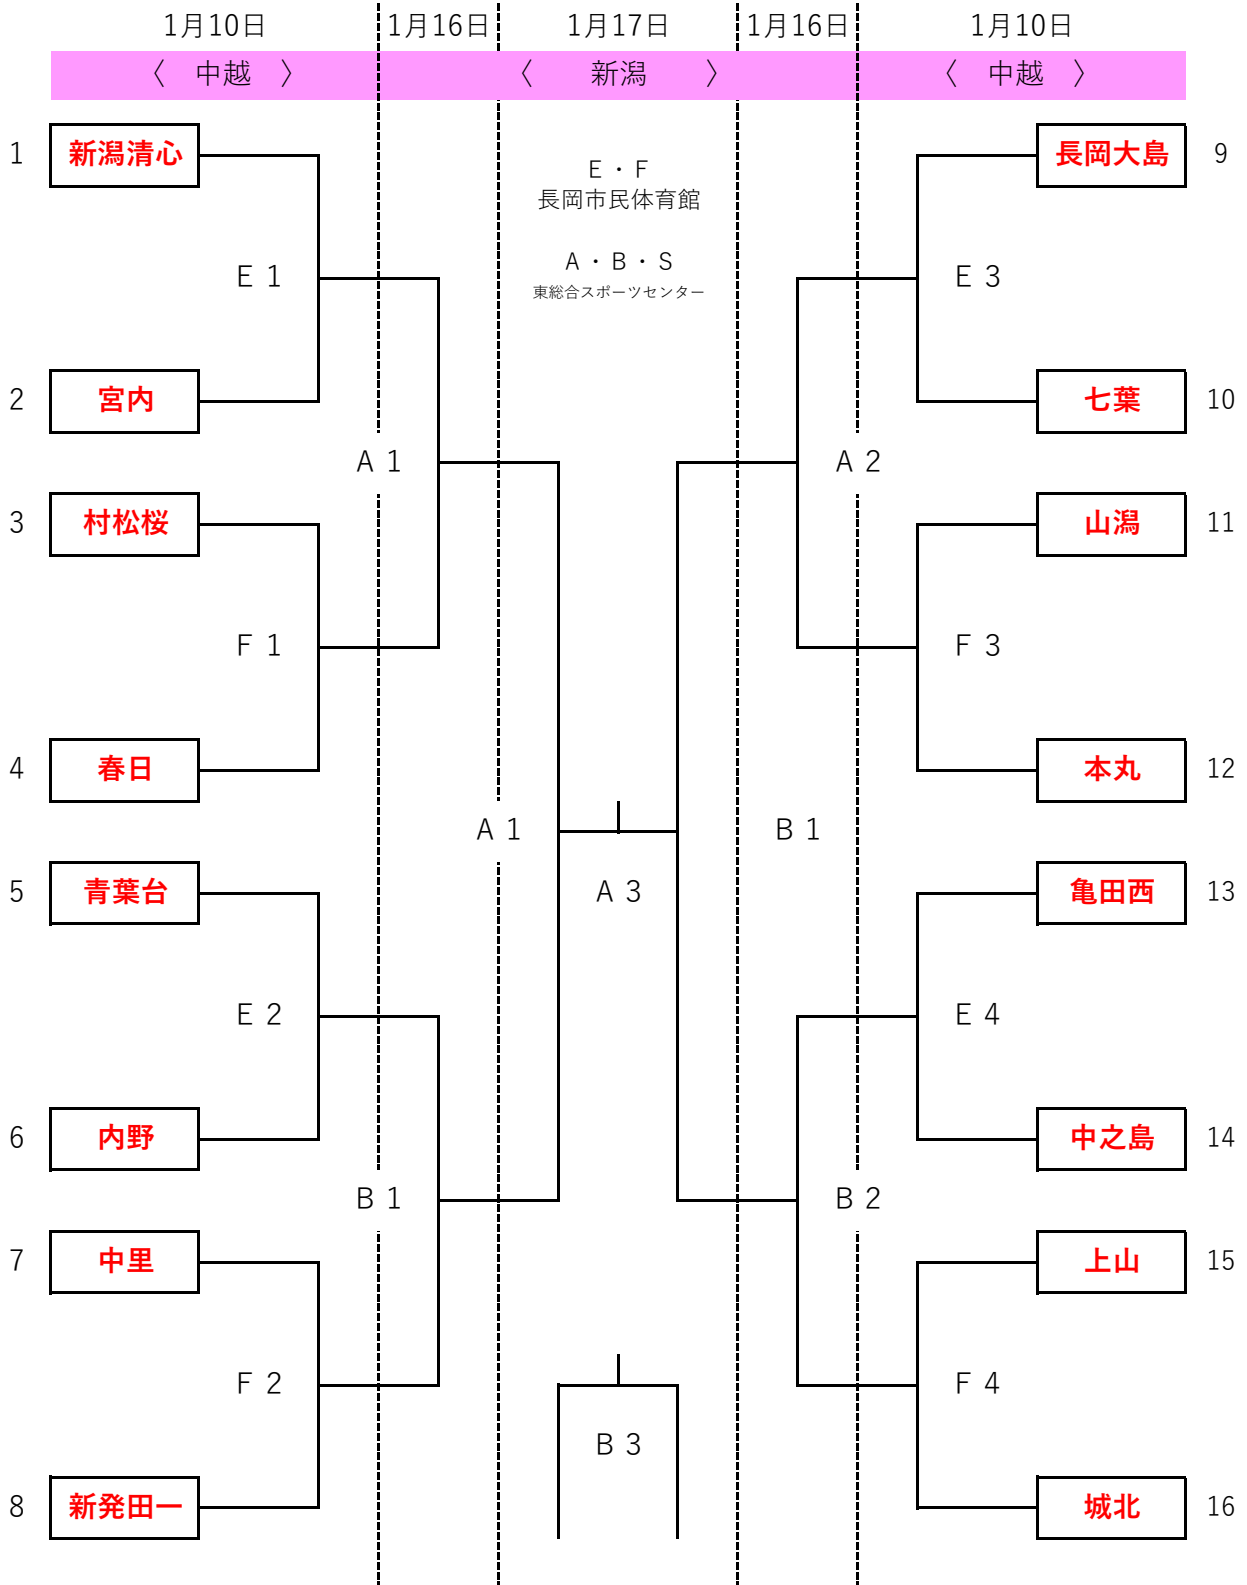 1月10日 1月16日 1月17日 1月16日 1月10日
〈 中越 〉 〈 新潟 〉 〈 中越 〉
1 新潟清心 長岡大島 9
E・F
長岡市民体育館
A・B・S
東総合スポーツセンター
E 1 E 3
2 宮内 七葉 10
A 1 A 2
3 村松桜 山潟 11
F 1 F 3
4 春日 本丸 12
A 1 B 1
5 青葉台 A 3 亀田西 13
E 2 E 4
6 内野 中之島 14
B 1 B 2
7 中里 上山 15
F 2 F 4
B 3
8 新発田一 城北 16